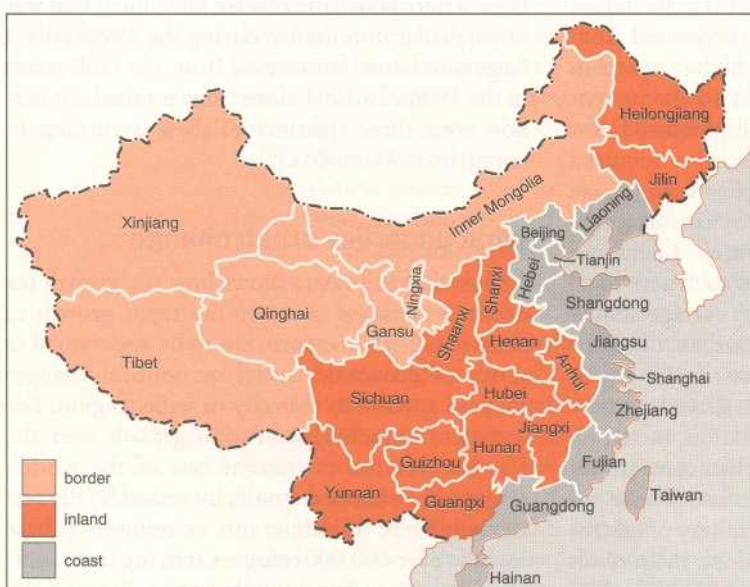 Heilongjiang
Jilin
Inner Mongolia
Liaoning
Xinjiang
Beijing
Tianjin
Hebei
Ningxia
Shanxi
Shaanxi
Shangdong
Qinghai
Gansu
Tibet
Henan
Jiangsu
Anhui
Shanghai
Sichuan
Hubei
Zhejiang
Jiangxi
Hunan
Guizhou
Fujian
Yunnan
Guangxi
Guangdong
Taiwan
Hainan
border
inland
coast